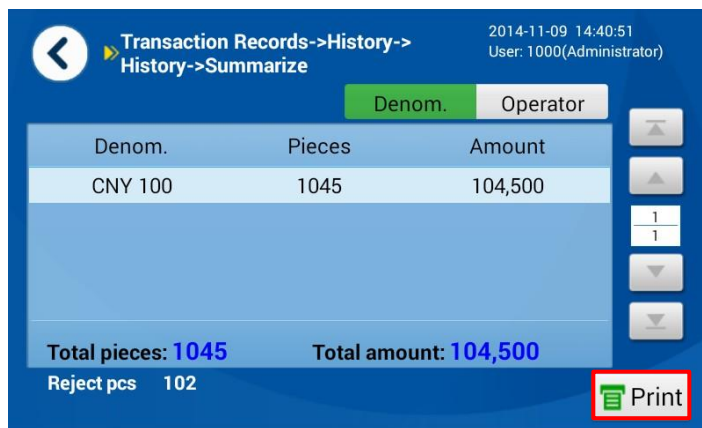 Transaction Records->History->
History->Summarize
2014-11-09 14:40:51
User: 1000(Administrator)
Denom. Operator
Denom. Pieces Amount
CNY 100 1045 104,500
1
1
Total pieces: 1045 Total amount: 104,500
Reject pcs 102
Print